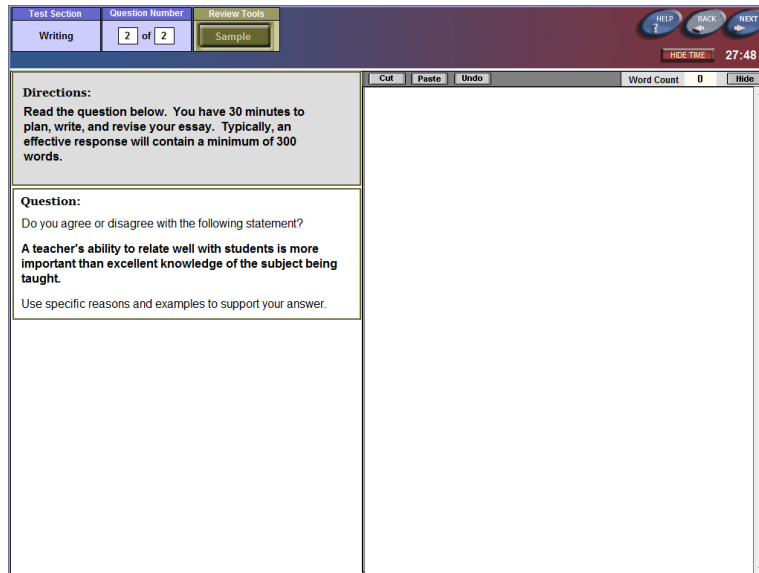 Test Section Question Number Review Tools
Writing 2 of 2 Sample
HELP ? BACK NEXT
HIDE TIME 27:48
Cut Paste Undo Word Count 0 Hide
Directions:
Read the question below. You have 30 minutes to
plan, write, and revise your essay. Typically, an
effective response will contain a minimum of 300
words.
Question:
Do you agree or disagree with the following statement?
A teacher's ability to relate well with students is more
important than excellent knowledge of the subject being
taught.
Use specific reasons and examples to support your answer.